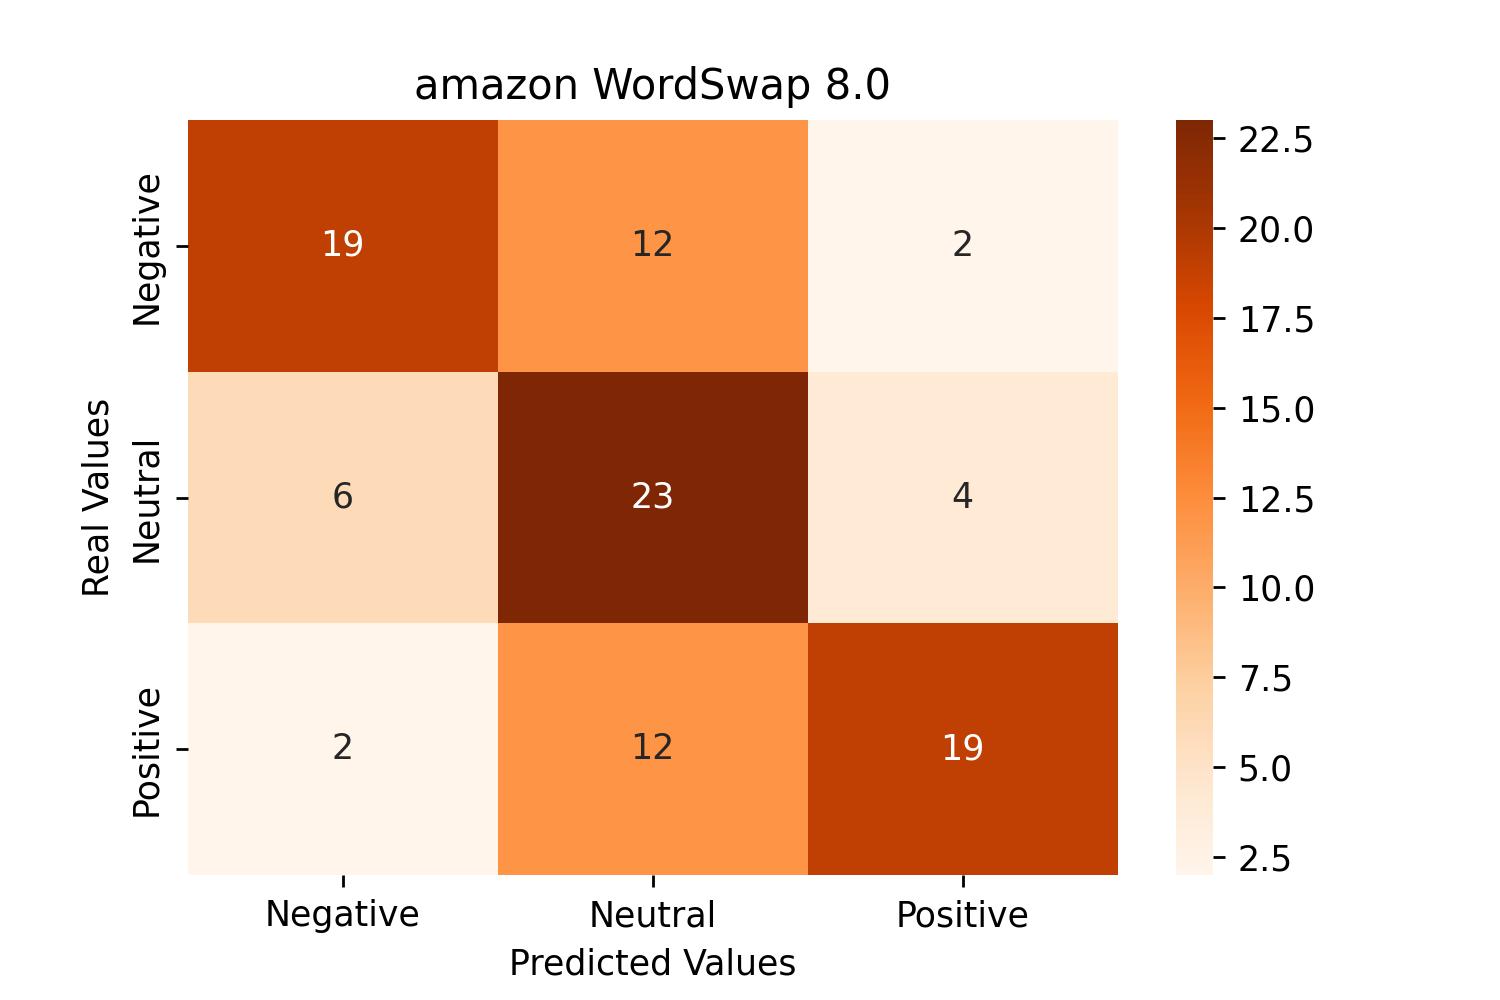 amazon WordSwap 8.0
Real Values
Negative
19
12
2
Neutral
6
23
4
Positive
2
12
19
Negative
Neutral
Positive
Predicted Values
22.5
20.0
17.5
15.0
12.5
10.0
7.5
5.0
2.5